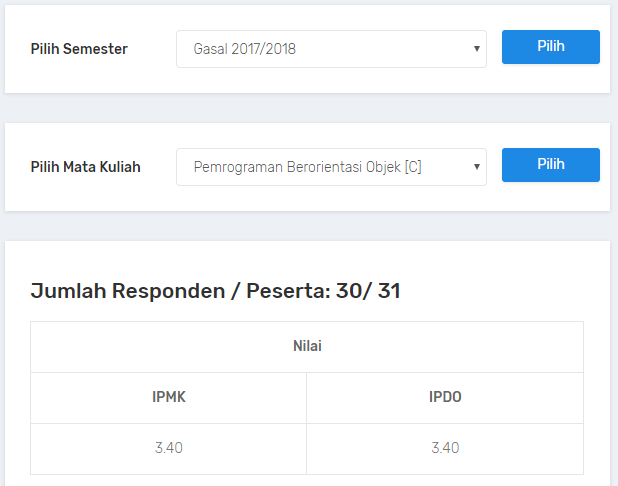 Pilih Semester Gasal 2017/2018 Pilih
Pilih Mata Kuliah Pemrograman Berorientasi Objek [C] Pilih
Jumlah Responden / Peserta: 30/ 31
Nilai
IPMK IPDO
3.40 3.40